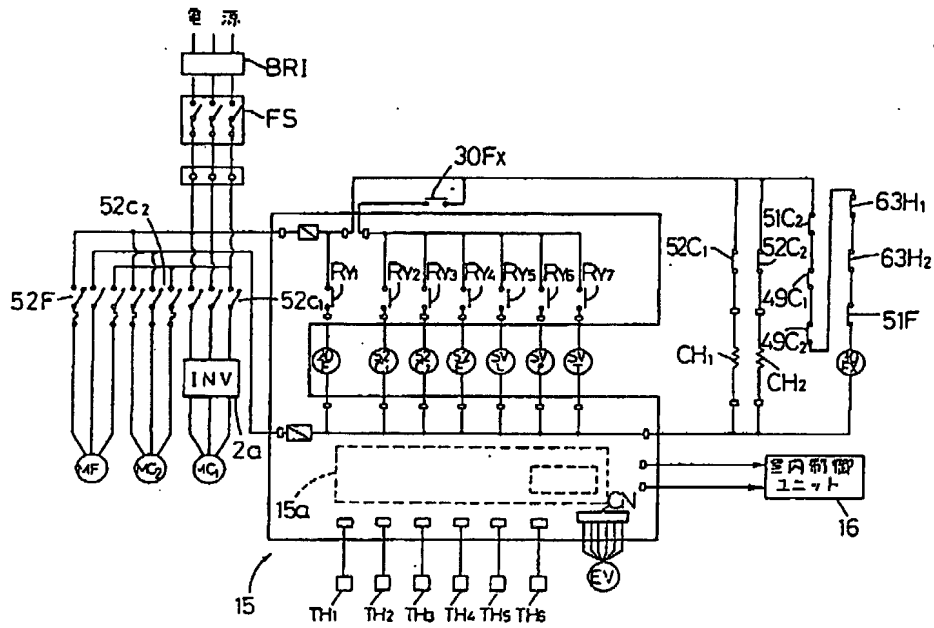 電 源
BRI
FS
30Fx
52C2
63H1
51C2
52C1
52C2
63H2
RY1
RY2
RY3
RY4
RY5
RY6
RY7
52F
52C1
49C1
51F
49C2
CH1
CH2
INV
2a
MF
MC2
MC1
室内制御
ユニット
15a
CN
16
EV
15
TH1
TH2
TH3
TH4
TH5
TH6